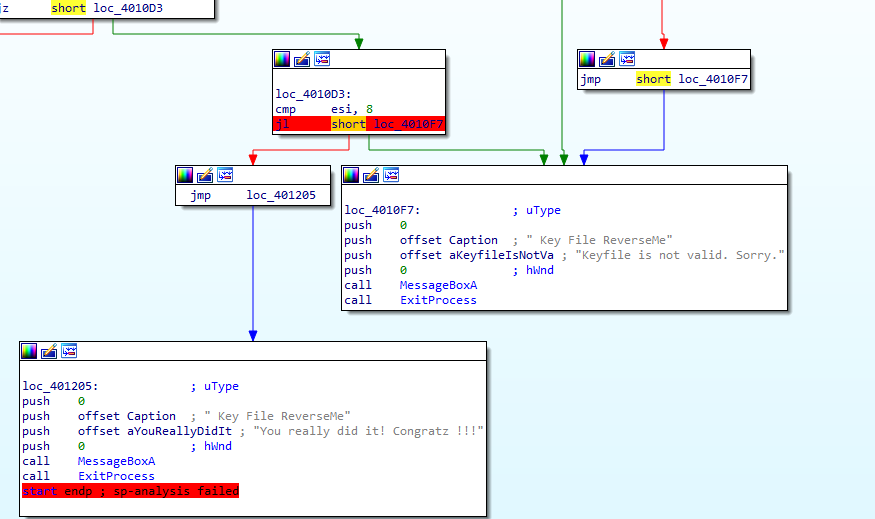 jz short loc_4010D3
loc_4010D3:
cmp esi, 8
jl short loc_4010F7
jmp short loc_4010F7
jmp loc_401205
loc_4010F7: ; uType
push 0
push offset Caption ; " Key File ReverseMe"
push offset aKeyfileIsNotVa ; "Keyfile is not valid. Sorry."
push 0 ; hWnd
call MessageBoxA
call ExitProcess
loc_401205: ; uType
push 0
push offset Caption ; " Key File ReverseMe"
push offset aYouReallyDidIt ; "You really did it! Congratz !!!"
push 0 ; hWnd
call MessageBoxA
call ExitProcess
start endp ; sp-analysis failed